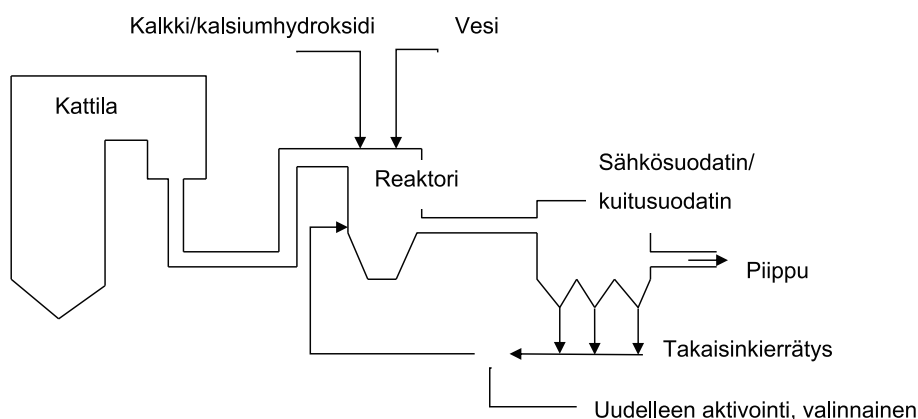 Kalkki/kalsiumhydroksidi
Vesi
Kattila
Reaktori
Sähkösuodatin/
kuitusuodatin
Piippu
Takaisinkierrätys
Uudelleen aktivointi, valinnainen